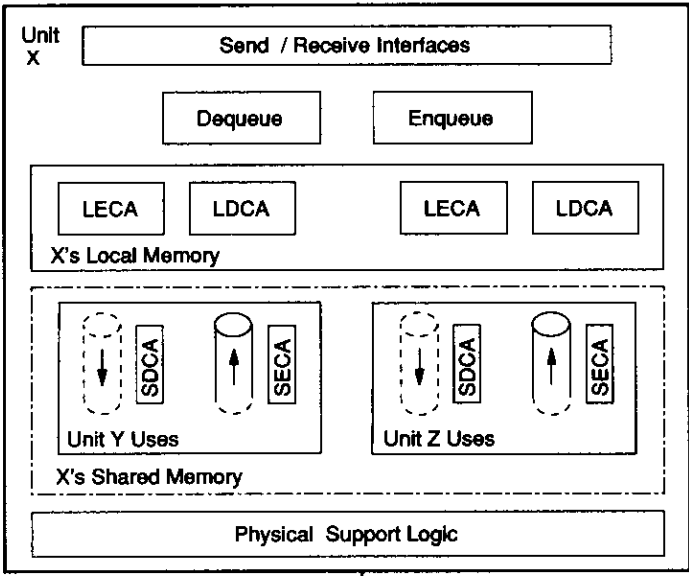 Unit
X
Send / Receive Interfaces
Dequeue
Enqueue
LECA
LDCA
LECA
LDCA
X's Local Memory
SDCA
SECA
SDCA
SECA
Unit Y Uses
Unit Z Uses
X's Shared Memory
Physical Support Logic